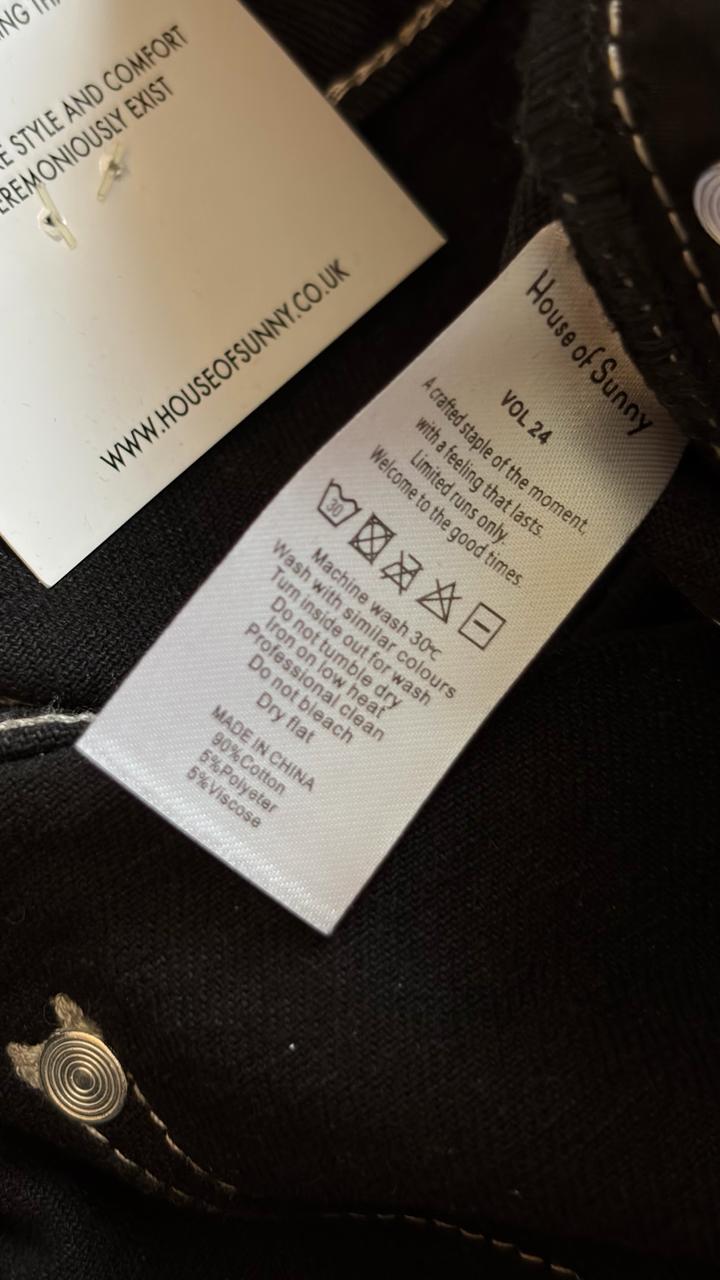 RE STYLE AND COMFORT
EREMONIOUSLY EXIST
WWW.HOUSEOFSUNNY.CO.UK
House of Sunny
VOL 24
A crafted staple of the moment,
with a feeling that lasts.
Limited runs only.
Welcome to the good times.
30
Machine wash 30℃
Wash with similar colours
Turn inside out for wash
Do not tumble dry
Iron on low heat
Professional clean
Do not bleach
Dry flat
MADE IN CHINA
90%Cotton
5%Polyeter
5%Viscose